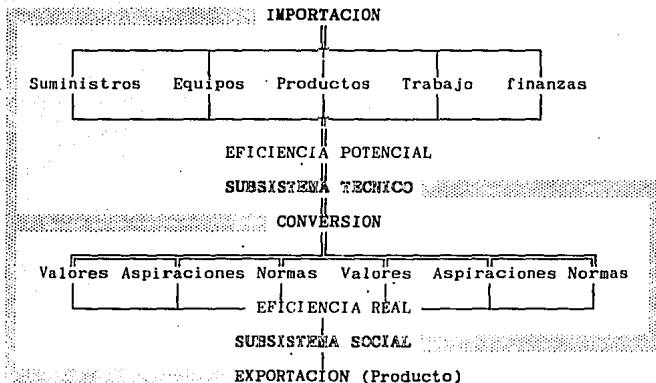 IMPORTACION
Suministros Equipos Productos Trabajo finanzas
EFICIENCIA POTENCIAL
SUBSISTEMA TECNICO
CONVERSION
Valores Aspiraciones Normas Valores Aspiraciones Normas
EFICIENCIA REAL
SUBSISTEMA SOCIAL
EXPORTACION (Producto)